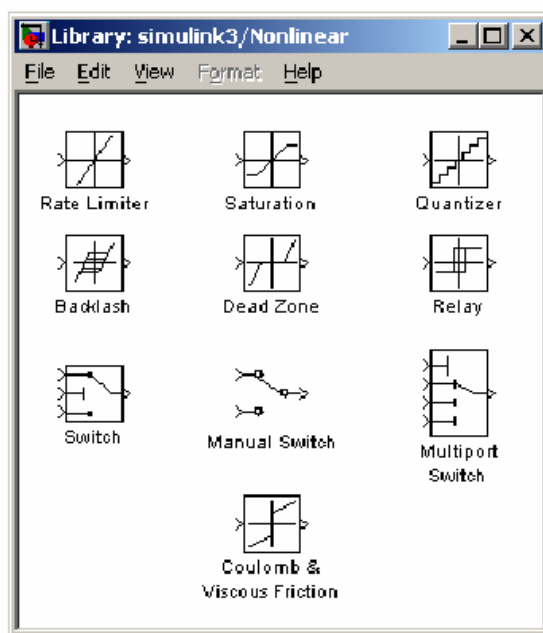 Library: simulink3/Nonlinear
File Edit View Format Help
Rate Limiter Saturation Quantizer
Backlash Dead Zone Relay
Switch Manual Switch Multiport
Switch
Coulomb &
Viscous Friction